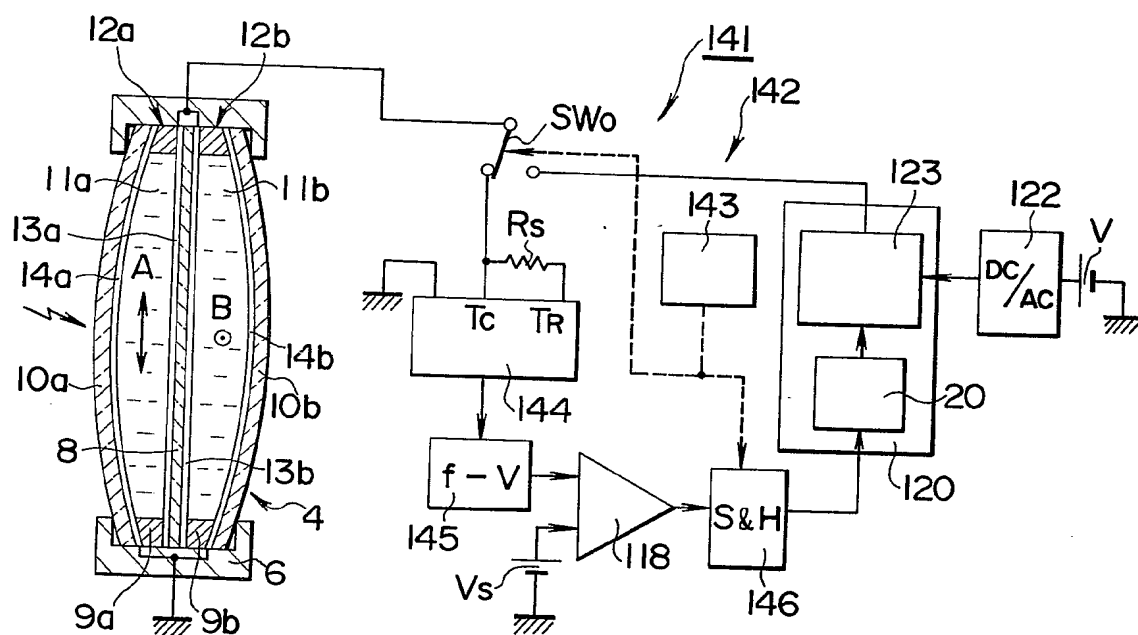 12a 12b 141
142
SWo
11a 11b 123
143 122 V
13a Rs
14a A DC/AC
B TC TR
14b
10a 10b 144 20
8 13b f-V
4 S&H 120
145 118
6 Vs 146
9a 9b